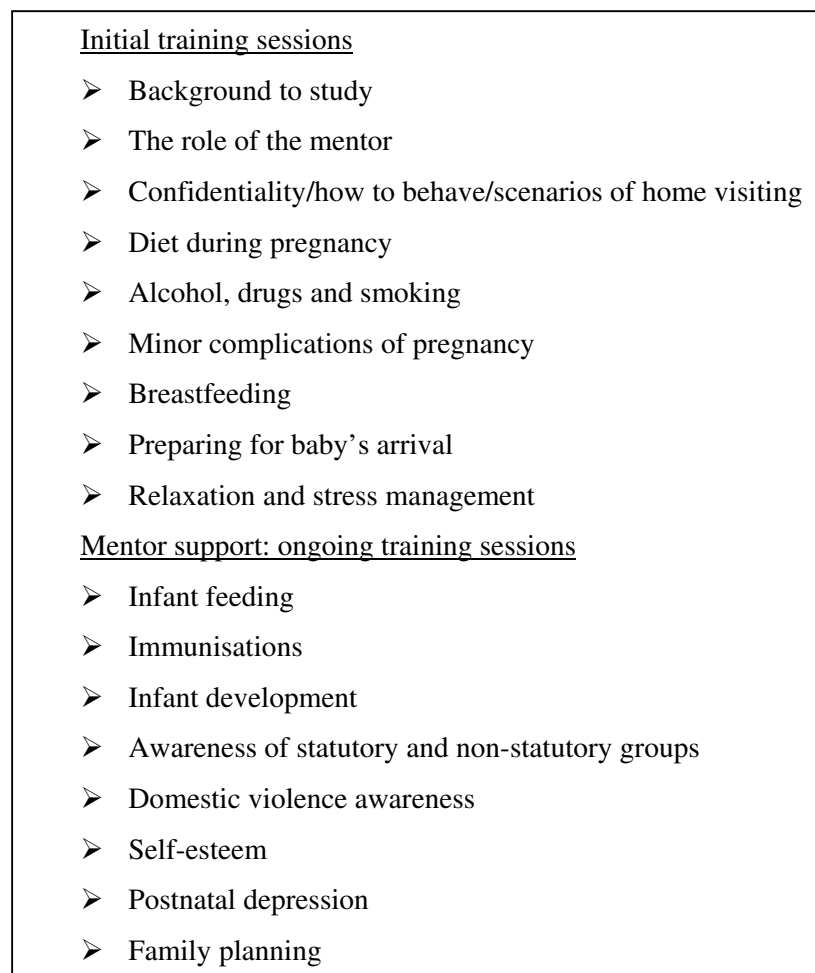 Initial training sessions
➢ Background to study
➢ The role of the mentor
➢ Confidentiality/how to behave/scenarios of home visiting
➢ Diet during pregnancy
➢ Alcohol, drugs and smoking
➢ Minor complications of pregnancy
➢ Breastfeeding
➢ Preparing for baby’s arrival
➢ Relaxation and stress management
Mentor support: ongoing training sessions
➢ Infant feeding
➢ Immunisations
➢ Infant development
➢ Awareness of statutory and non-statutory groups
➢ Domestic violence awareness
➢ Self-esteem
➢ Postnatal depression
➢ Family planning